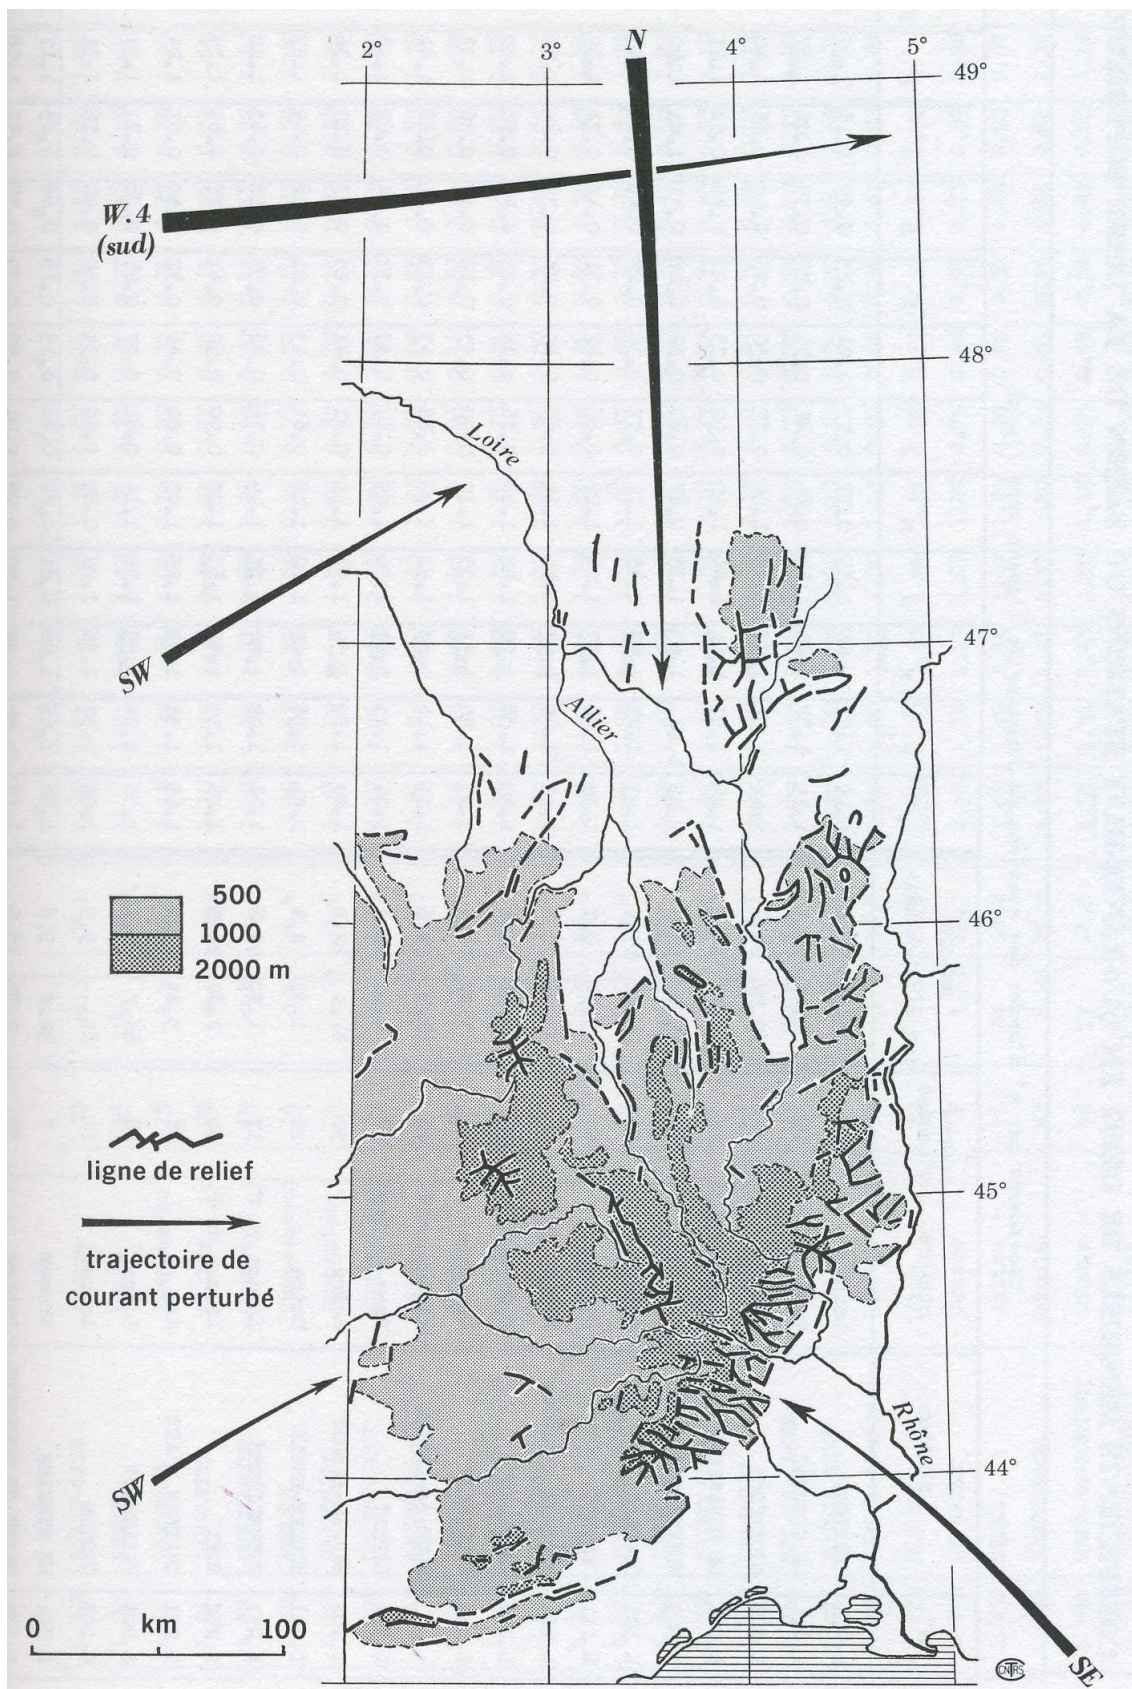 N
2° 3° 4° 5°
49°
W.4
(sud)
48°
Loire
SW
47°
Allier
500
1000
2000 m
46°
ligne de relief
45°
trajectoire de
courant perturbé
SW
Rhône
44°
0 km 100
CNRS
SE